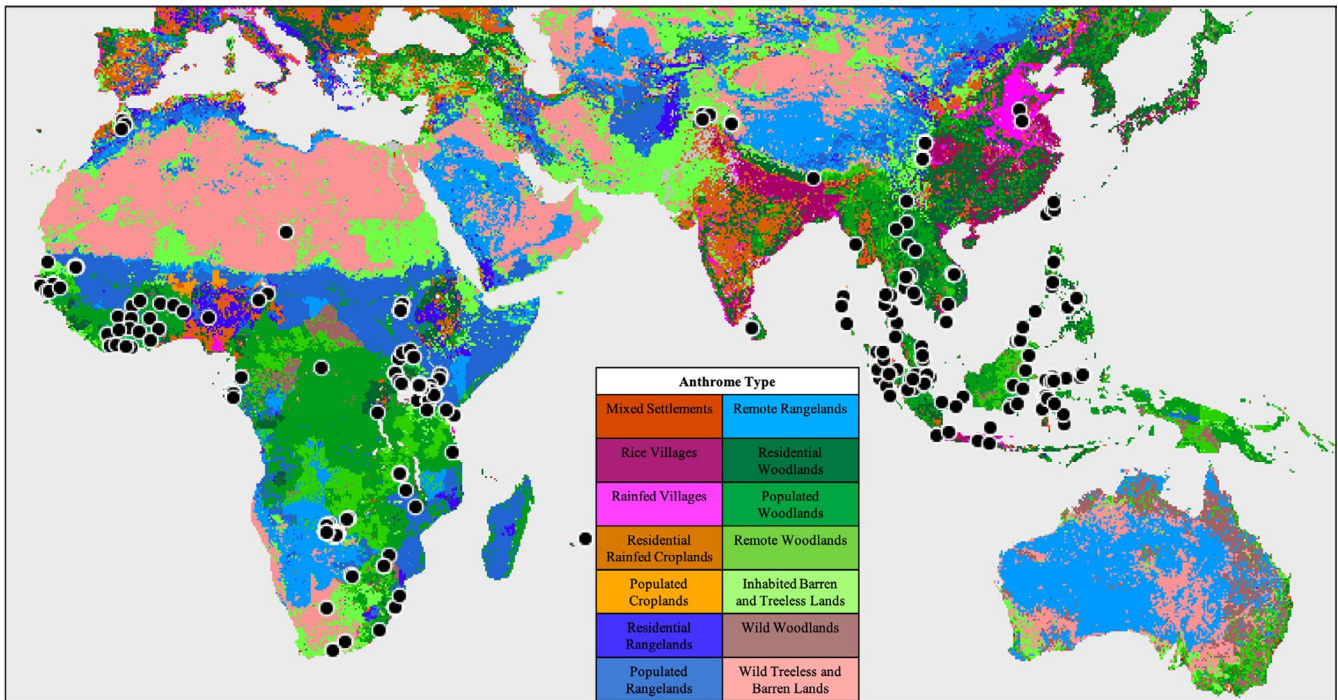 Anthrome Type
Mixed Settlements
Remote Rangelands
Rice Villages
Residential
Woodlands
Rainfed Villages
Populated
Woodlands
Residential
Rainfed Croplands
Remote Woodlands
Populated
Croplands
Inhabited Barren
and Treeless Lands
Residential
Rangelands
Wild Woodlands
Populated
Rangelands
Wild Treeless and
Barren Lands